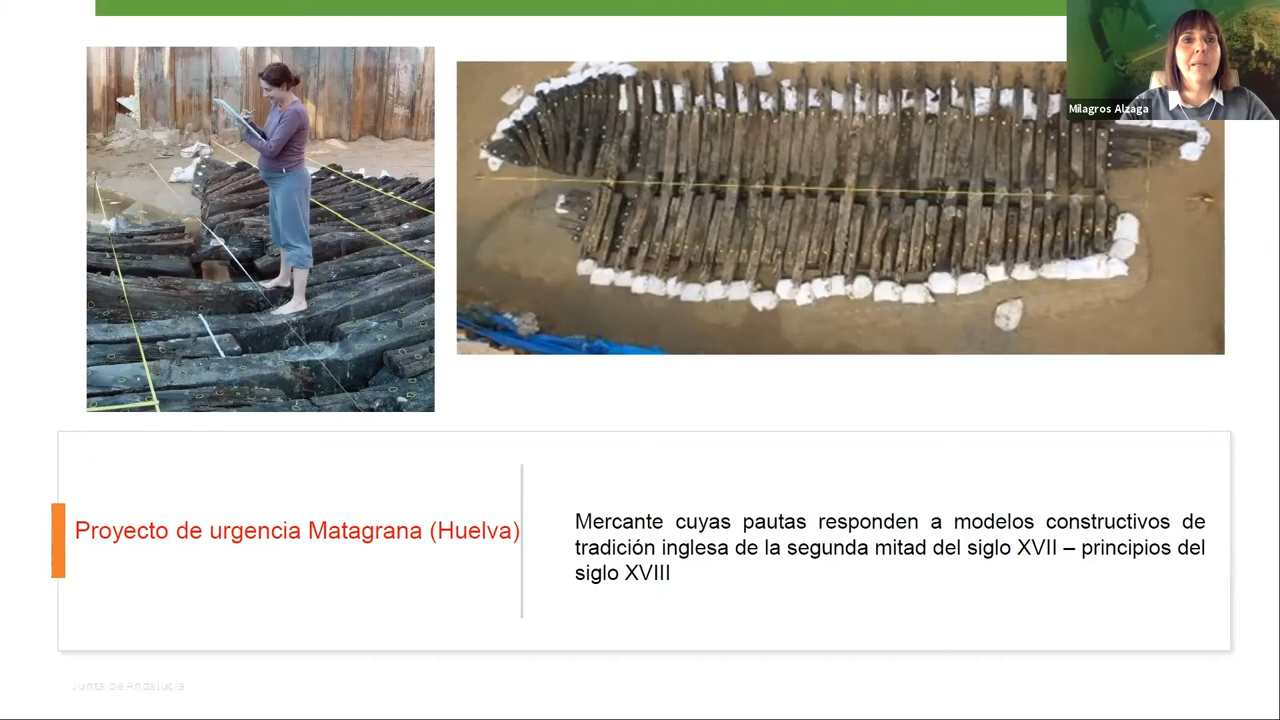 Milagros Alzaga
Proyecto de urgencia Matagrana (Huelva)
Mercante cuyas pautas responden a modelos constructivos de
tradición inglesa de la segunda mitad del siglo XVII – principios del
siglo XVIII
Junta de Andalucía